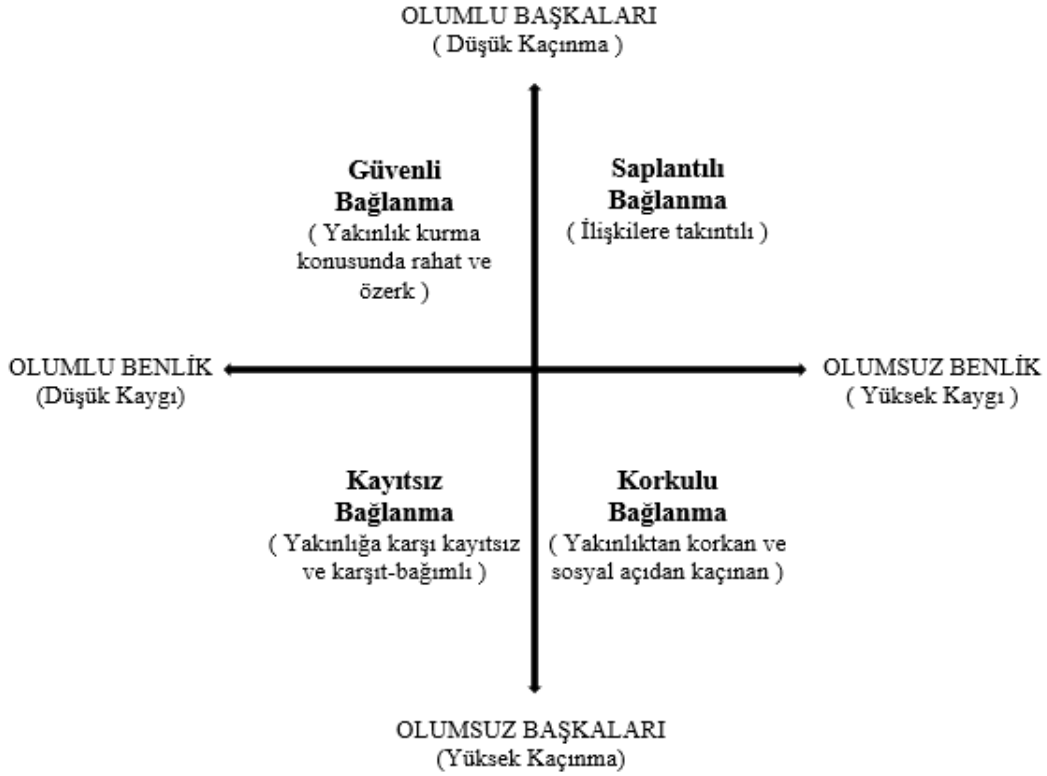 OLUMLU BAŞKALARI
( Düşük Kaçınma )
Güvenli
Bağlanma
( Yakınlık kurma
konusunda rahat ve
özerk )
Saplantılı
Bağlanma
( İlişkilere takıntılı )
OLUMLU BENLİK
(Düşük Kaygı)
OLUMSUZ BENLİK
( Yüksek Kaygı )
Kayıtsız
Bağlanma
( Yakınlığa karşı kayıtsız
ve karşıt-bağımlı )
Korkulu
Bağlanma
( Yakınlıktan korkan ve
sosyal açıdan kaçınan )
OLUMSUZ BAŞKALARI
(Yüksek Kaçınma)